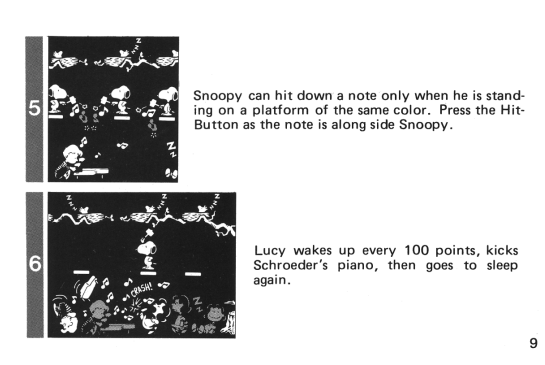 5
Snoopy can hit down a note only when he is stand-
ing on a platform of the same color. Press the Hit-
Button as the note is along side Snoopy.
6
CRASH!
Lucy wakes up every 100 points, kicks
Schroeder's piano, then goes to sleep
again.
9